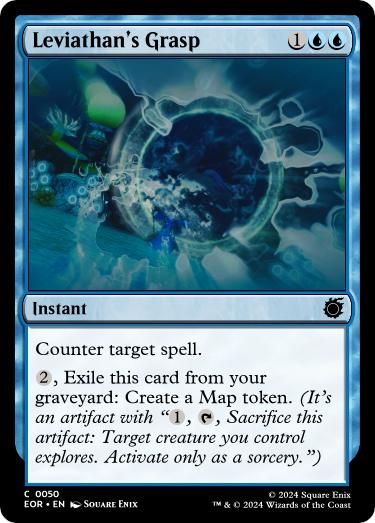 Leviathan's Grasp 1
Instant
Counter target spell.
2, Exile this card from your
graveyard: Create a Map token. (It's
an artifact with "1, , Sacrifice this
artifact: Target creature you control
explores. Activate only as a sorcery.")
C 0050
EOR • EN Square Enix
© 2024 Square Enix
™ & © 2024 Wizards of the Coast